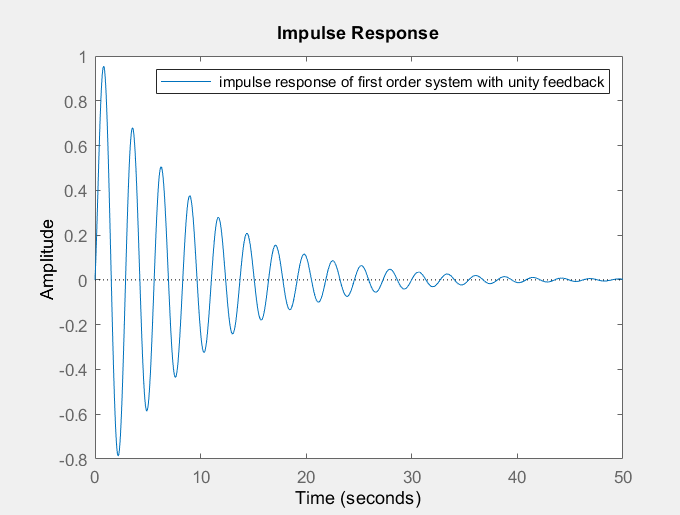 Impulse Response
impulse response of first order system with unity feedback
1
0.8
0.6
0.4
0.2
0
-0.2
-0.4
-0.6
-0.8
Amplitude
0 10 20 30 40 50
Time (seconds)